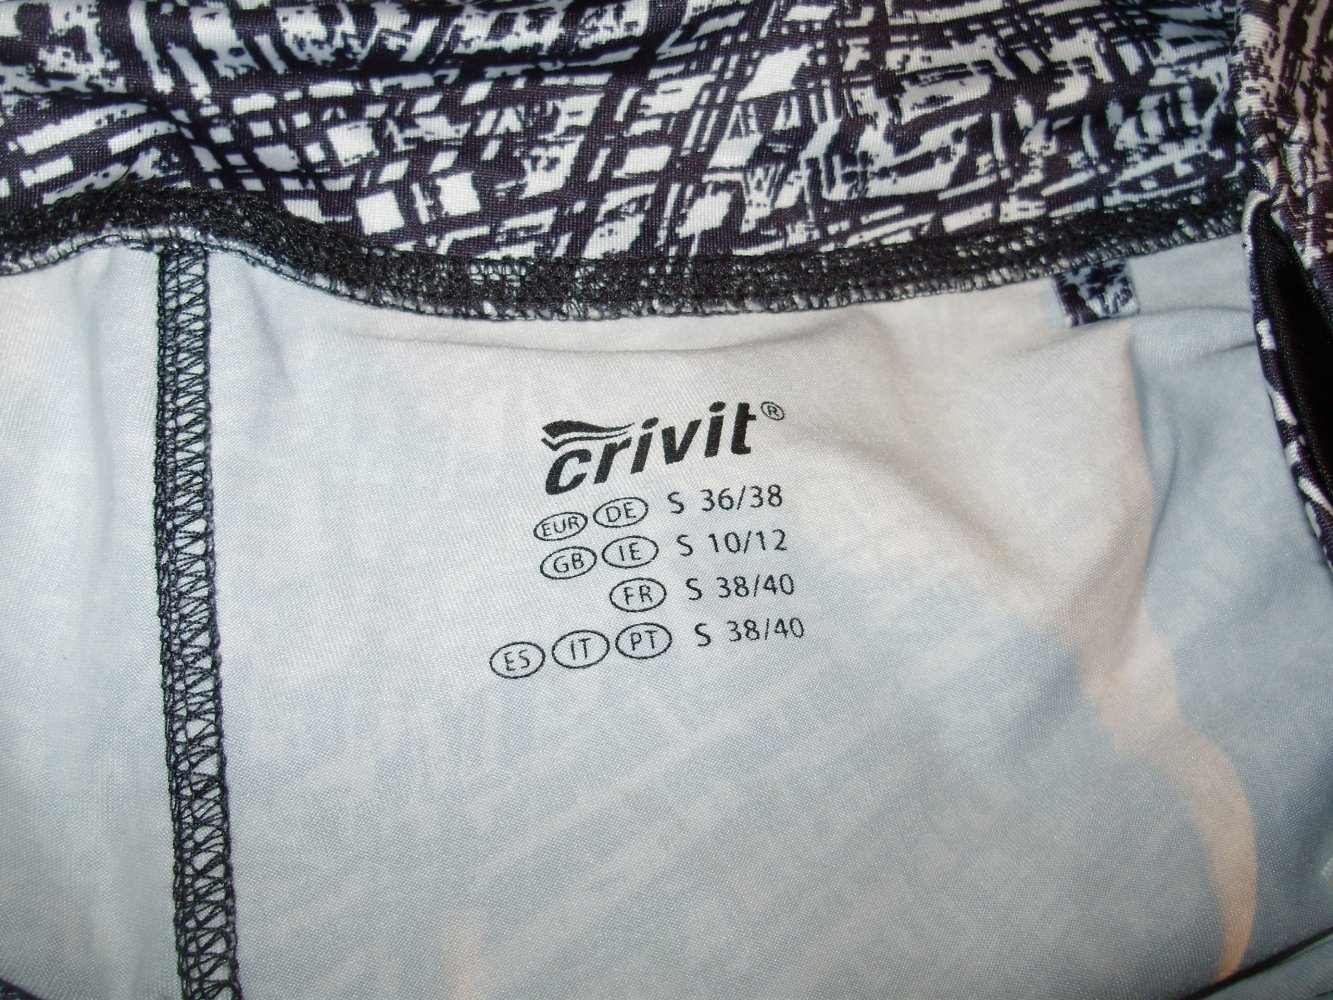 crivit®
EUR DE S 36/38
GB IE S 10/12
FR S 38/40
ES IT PT S 38/40